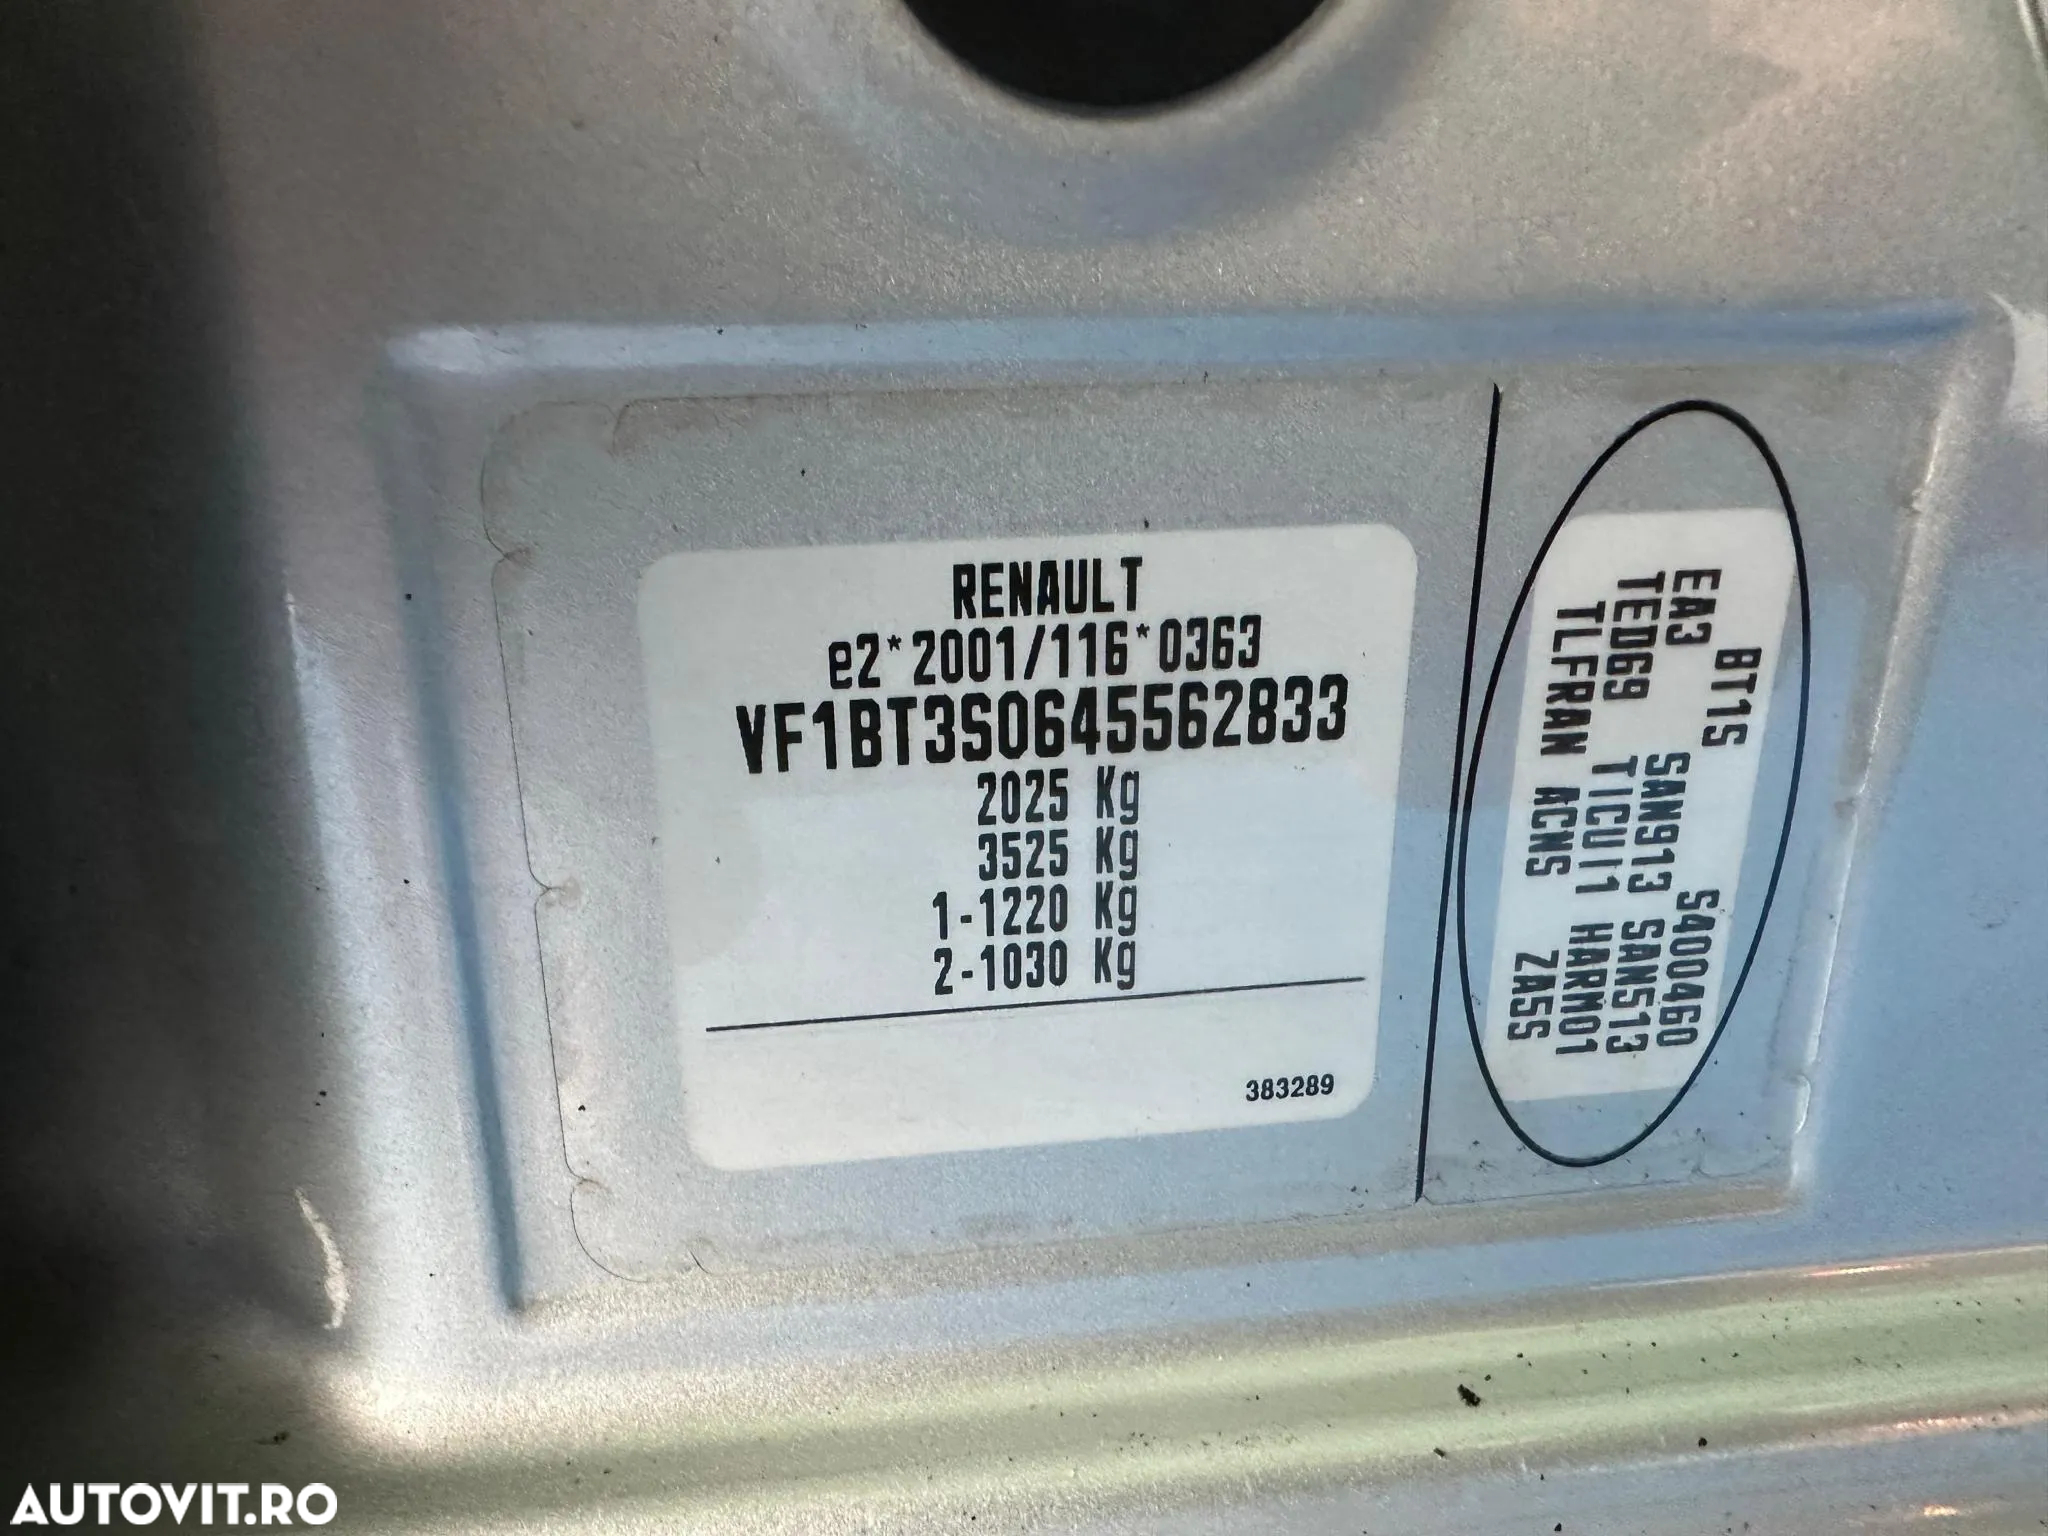 RENAULT
e2*2001/116*0363
VF1BT3S0645562833
2025 Kg
3525 Kg
1-1220 Kg
2-1030 Kg
383289
BT1S S400460
EA3 SAN913 SAN513
TED69 TICUI1 HARM01
TLFRAN ACNS ZA5S
AUTOVIT.RO